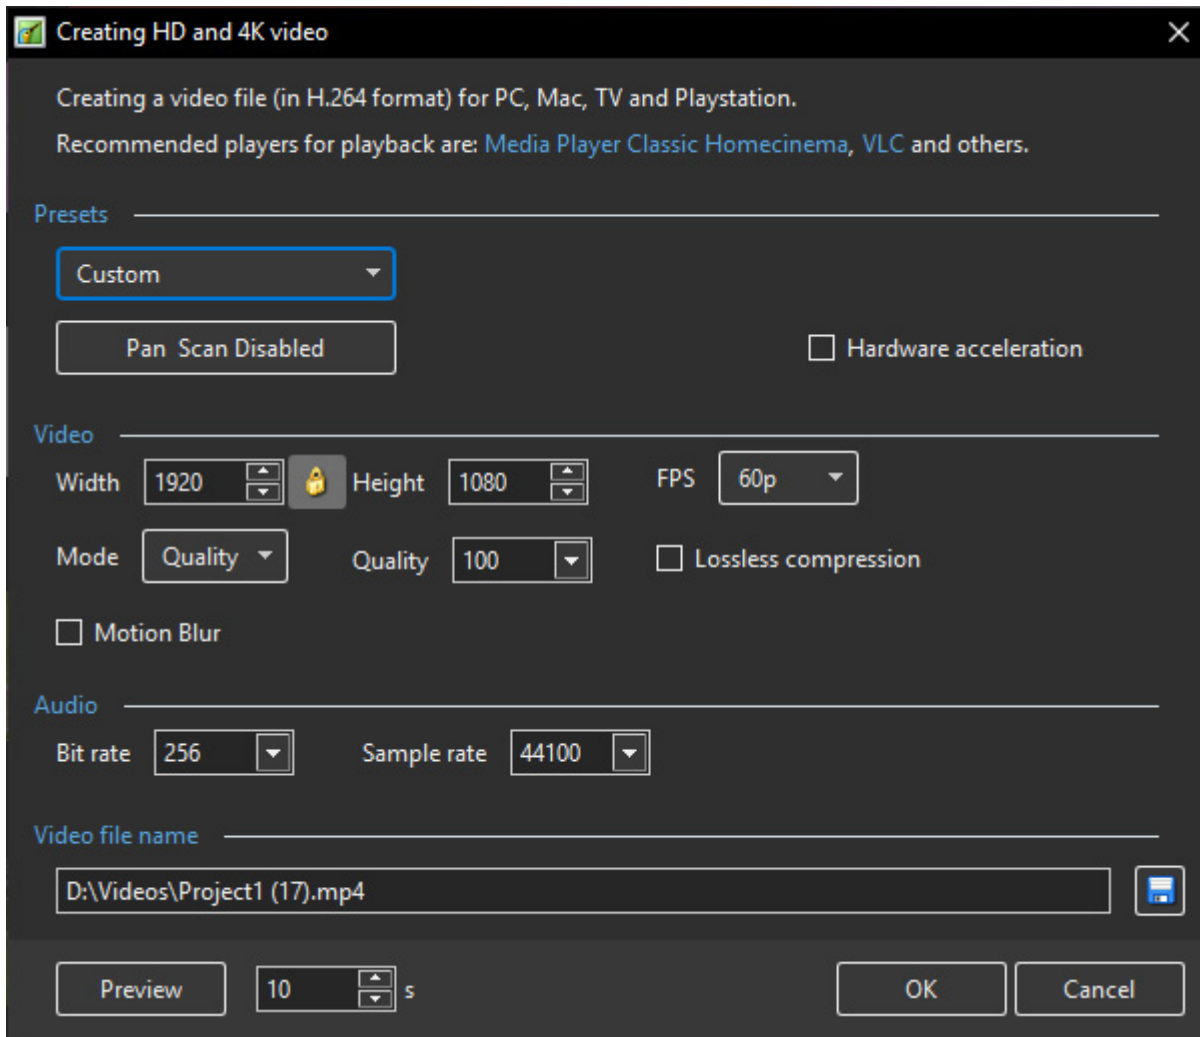 Creating HD and 4K video
Creating a video file (in H.264 format) for PC, Mac, TV and Playstation.
Recommended players for playback are: Media Player Classic Homecinema, VLC and others.
Presets
Custom
Pan Scan Disabled
Hardware acceleration
Video
Width 1920 Height 1080 FPS 60p
Mode Quality Quality 100 Lossless compression
Motion Blur
Audio
Bit rate 256 Sample rate 44100
Video file name
D:\Videos\Project1 (17).mp4
Preview 10 s OK Cancel